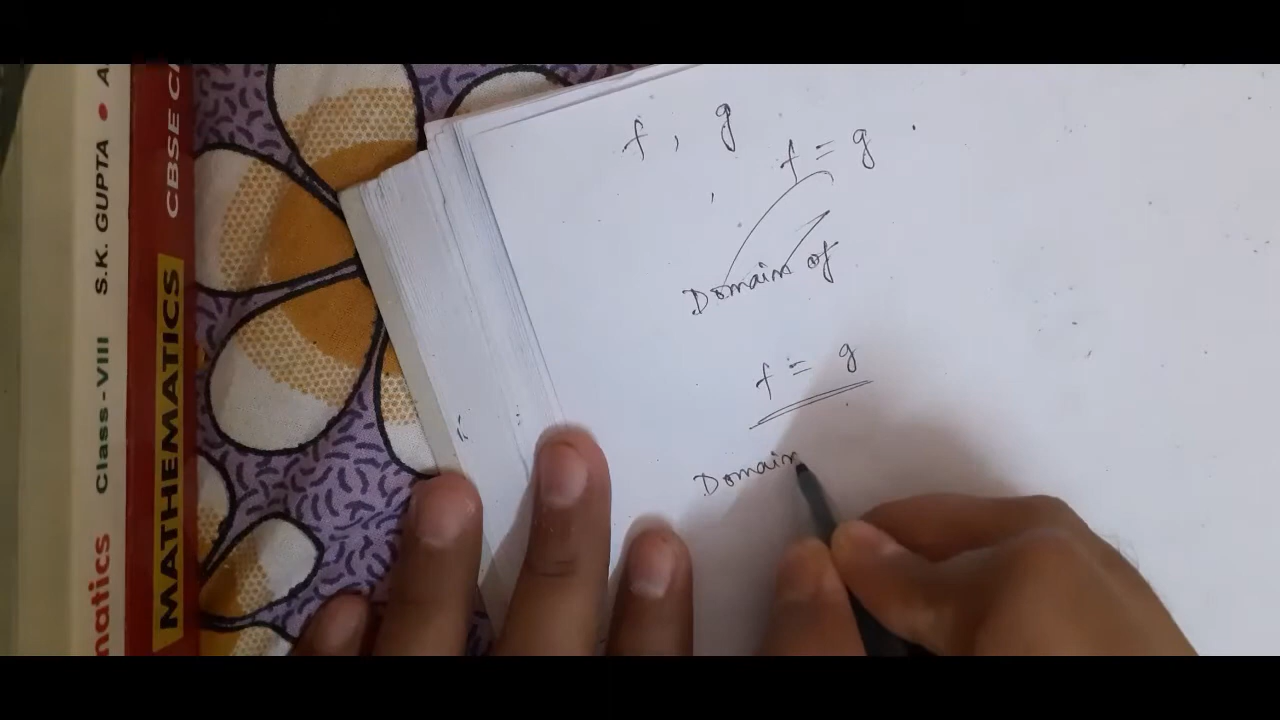 S.K. GUPTA • A
Class-VIII
matics
CBSE C
MATHEMATICS
f, g
f = g
Domain of
f = g
Domain